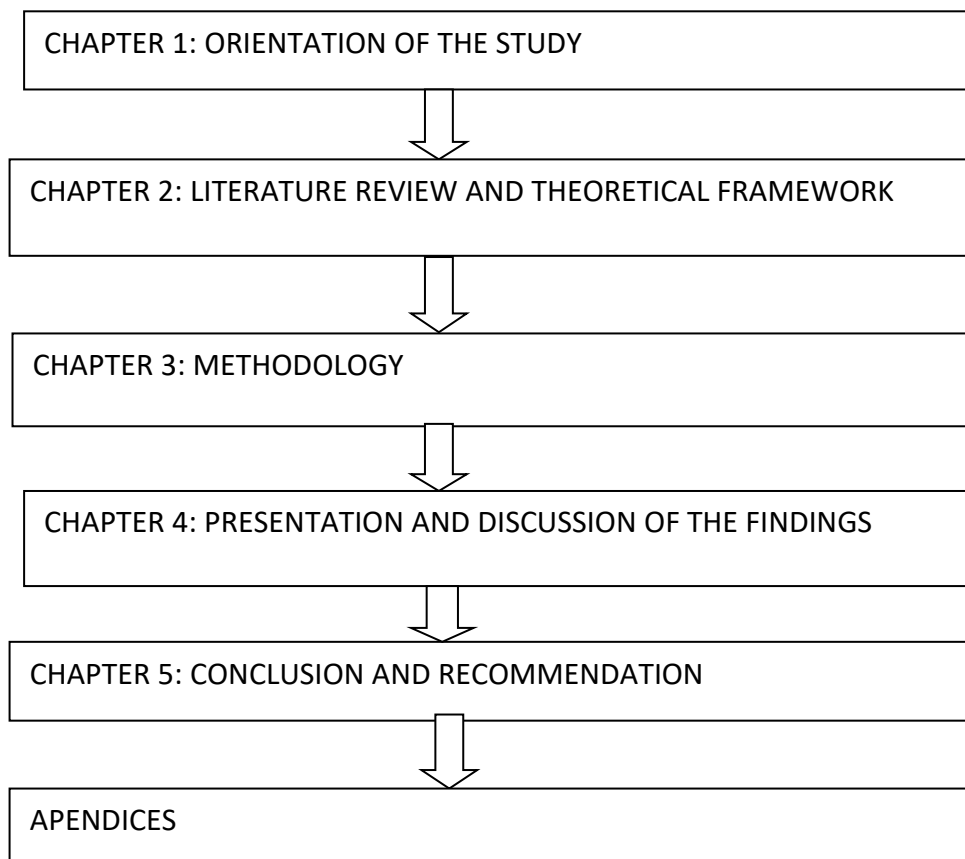 CHAPTER 1: ORIENTATION OF THE STUDY
CHAPTER 2: LITERATURE REVIEW AND THEORETICAL FRAMEWORK
CHAPTER 3: METHODOLOGY
CHAPTER 4: PRESENTATION AND DISCUSSION OF THE FINDINGS
CHAPTER 5: CONCLUSION AND RECOMMENDATION
APENDICES